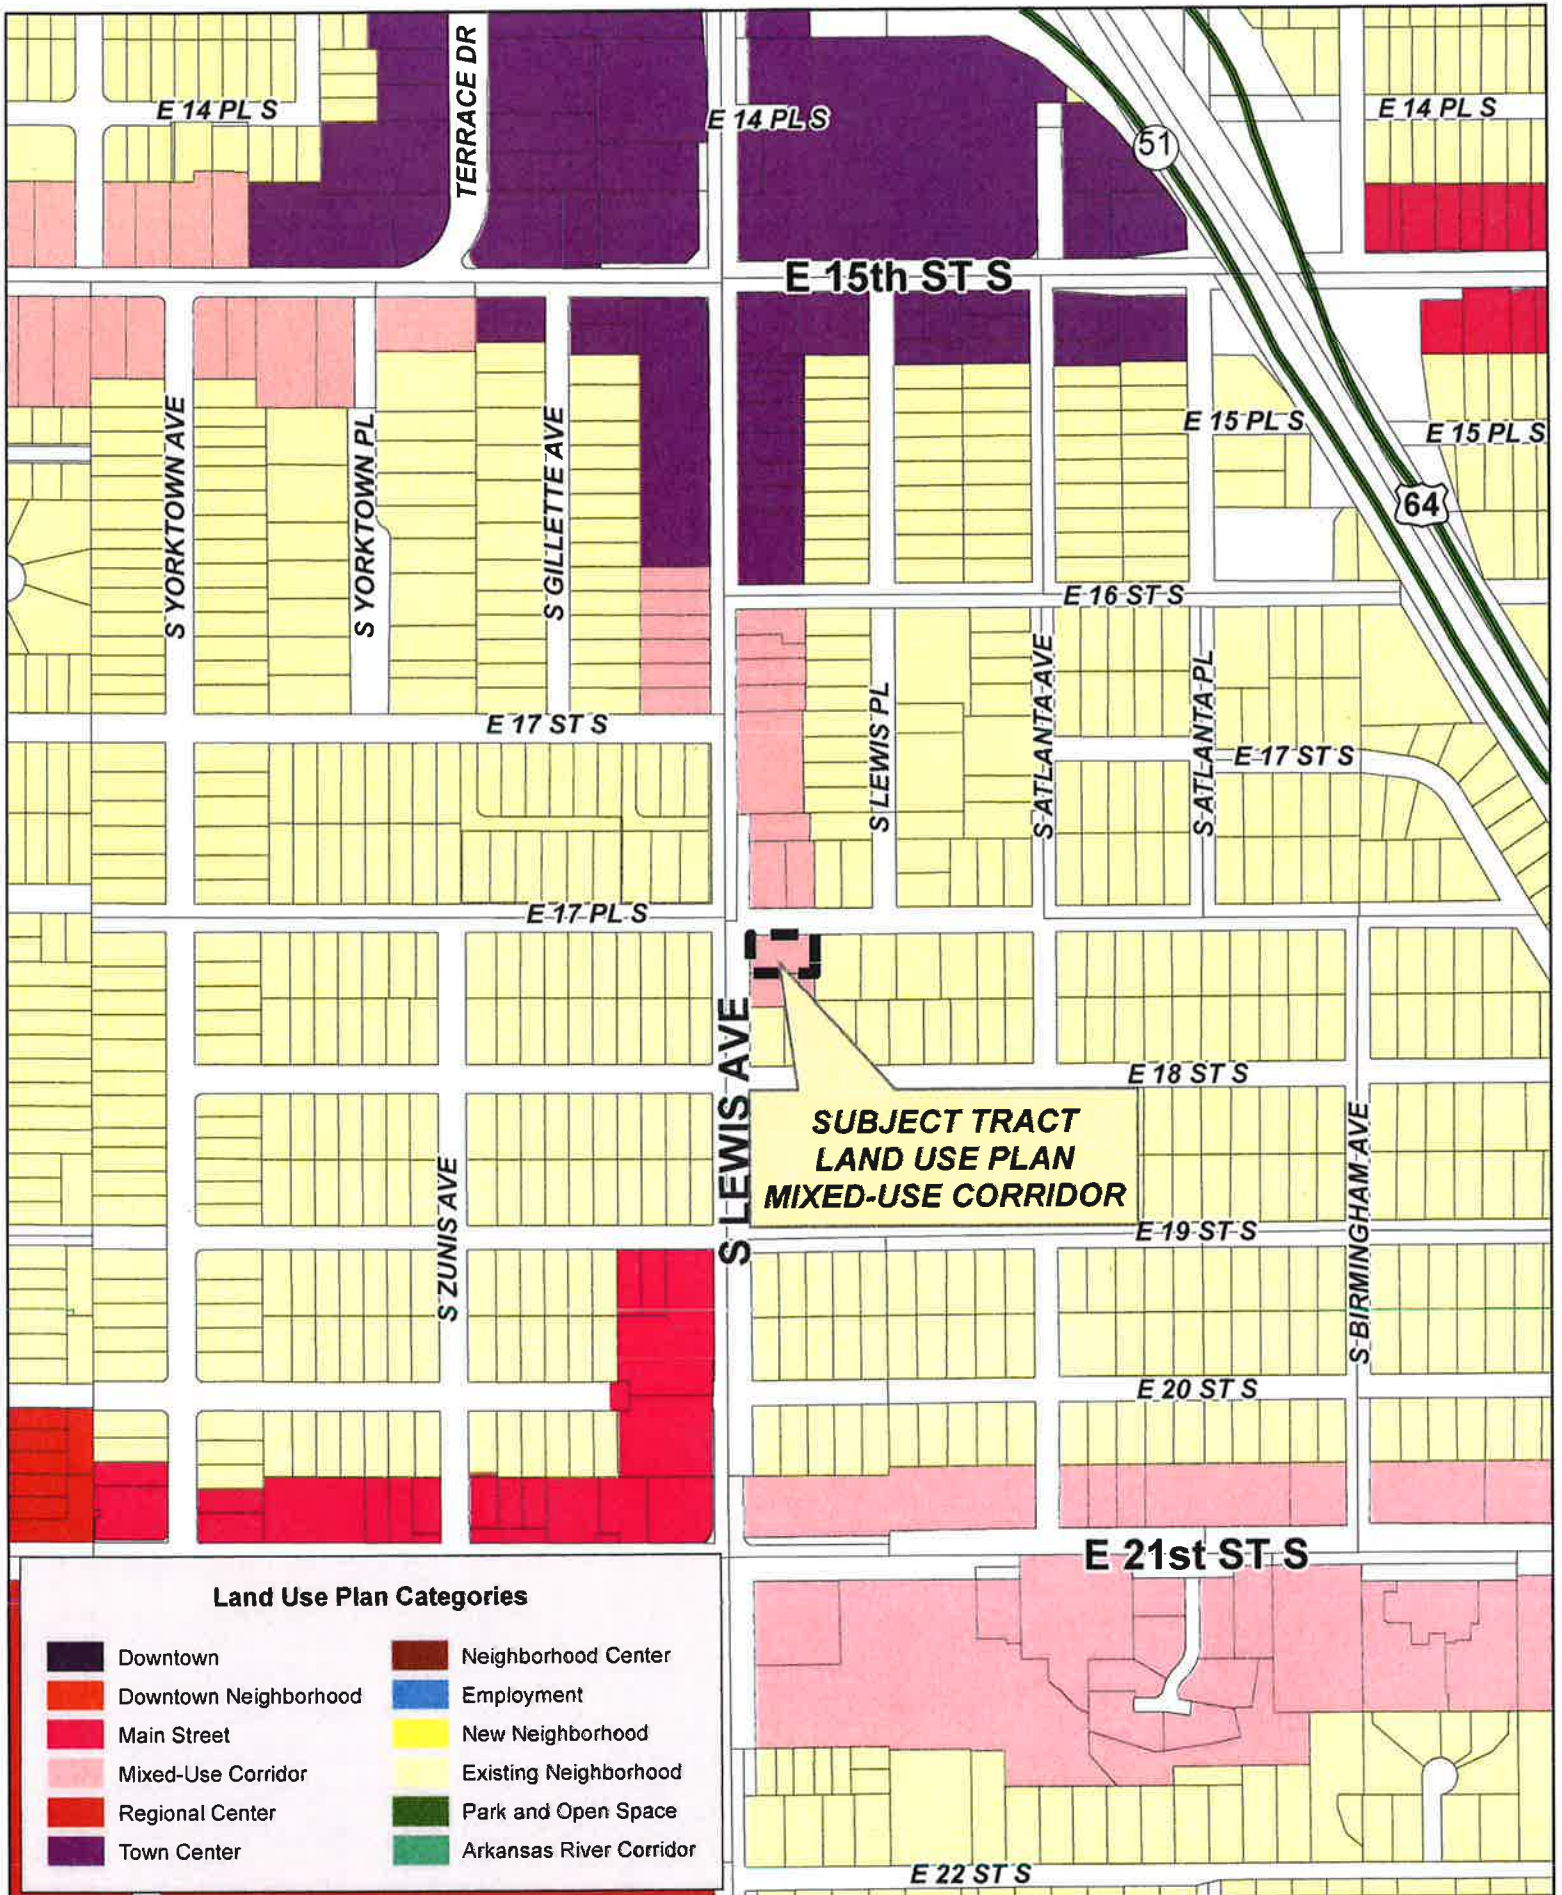 TERRACE DR
E 14 PL S
E 14 PL S
E 14 PL S
51
E 15th ST S
E 15 PL S
E 15 PL S
64
S YORKTOWN AVE
S YORKTOWN PL
S GILLETTE AVE
E 16 ST S
S LEWIS PL
S ATLANTA AVE
S ATLANTA PL
E 17 ST S
E 17 ST S
E 17 PL S
S LEWIS AVE
E 18 ST S
SUBJECT TRACT
LAND USE PLAN
MIXED-USE CORRIDOR
S ZUNIS AVE
S BIRMINGHAM AVE
E 19 ST S
E 20 ST S
E 21st ST S
Land Use Plan Categories
Downtown
Downtown Neighborhood
Main Street
Mixed-Use Corridor
Regional Center
Town Center
Neighborhood Center
Employment
New Neighborhood
Existing Neighborhood
Park and Open Space
Arkansas River Corridor
E 22 ST S